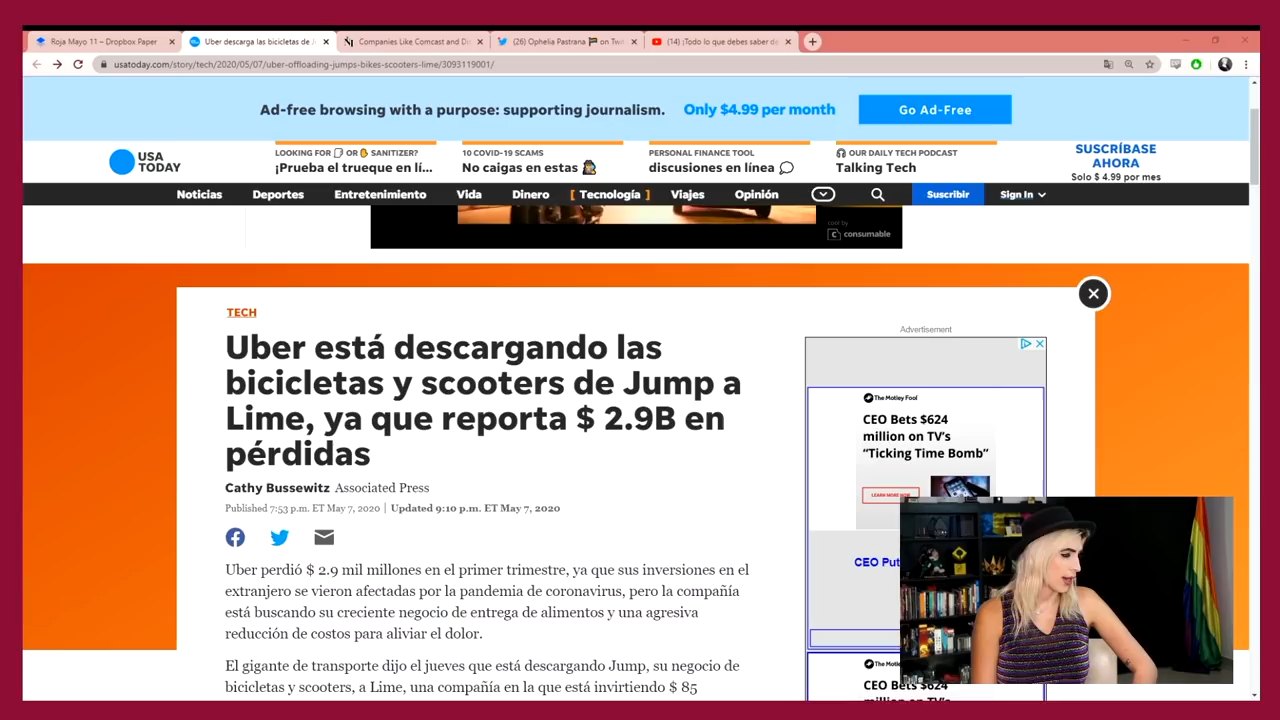 Roja Mayo 11 – Dropbox Paper
Uber descarga las bicicletas de J
Companies Like Comcast and Di
(26) Ophelia Pastrana 🏴 on Twi
(14) ¡Todo lo que debes saber de
usatoday.com/story/tech/2020/05/07/uber-offloading-jumps-bikes-scooters-lime/3093119001/
Ad-free browsing with a purpose: supporting journalism. Only $4.99 per month
Go Ad-Free
USA
TODAY
LOOKING FOR 🧻 OR ✋ SANITIZER?
¡Prueba el trueque en lí...
10 COVID-19 SCAMS
No caigas en estas
PERSONAL FINANCE TOOL
discusiones en línea
OUR DAILY TECH PODCAST
Talking Tech
SUSCRÍBASE
AHORA
Solo $ 4.99 por mes
Noticias Deportes Entretenimiento Vida Dinero [ Tecnología ] Viajes Opinión Suscribir Sign In
consumable
TECH
Advertisement
Uber está descargando las
bicicletas y scooters de Jump a
Lime, ya que reporta $ 2.9B en
pérdidas
Cathy Bussewitz Associated Press
Published 7:53 p.m. ET May 7, 2020 | Updated 9:10 p.m. ET May 7, 2020
Uber perdió $ 2.9 mil millones en el primer trimestre, ya que sus inversiones en el
extranjero se vieron afectadas por la pandemia de coronavirus, pero la compañía
está buscando su creciente negocio de entrega de alimentos y una agresiva
reducción de costos para aliviar el dolor.
El gigante de transporte dijo el jueves que está descargando Jump, su negocio de
bicicletas y scooters, a Lime, una compañía en la que está invirtiendo $ 85
The Motley Fool
CEO Bets $624
million on TV's
"Ticking Time Bomb"
LEARN MORE NOW
CEO Put
The Mo
CEO Bets $624
million on TV's